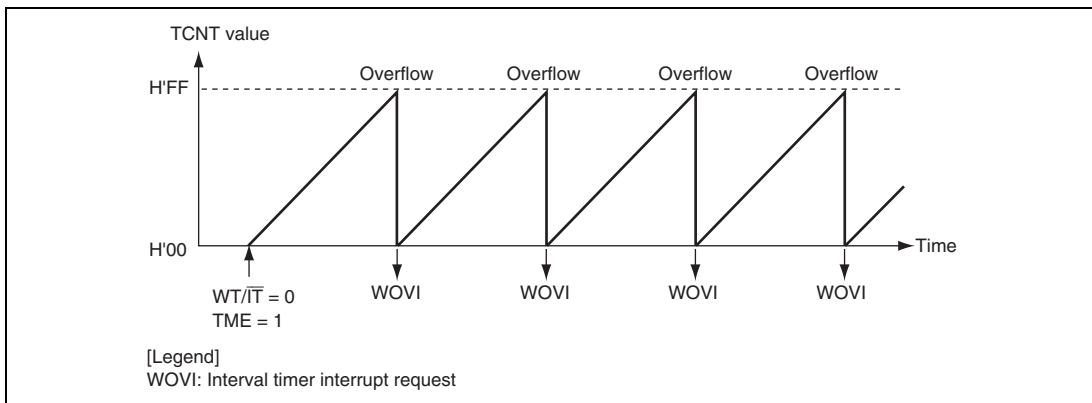 TCNT value
Overflow Overflow Overflow Overflow
H'FF
H'00
Time
WOVI WOVI WOVI WOVI
WT/I̅T̅ = 0
TME = 1
[Legend]
WOVI: Interval timer interrupt request